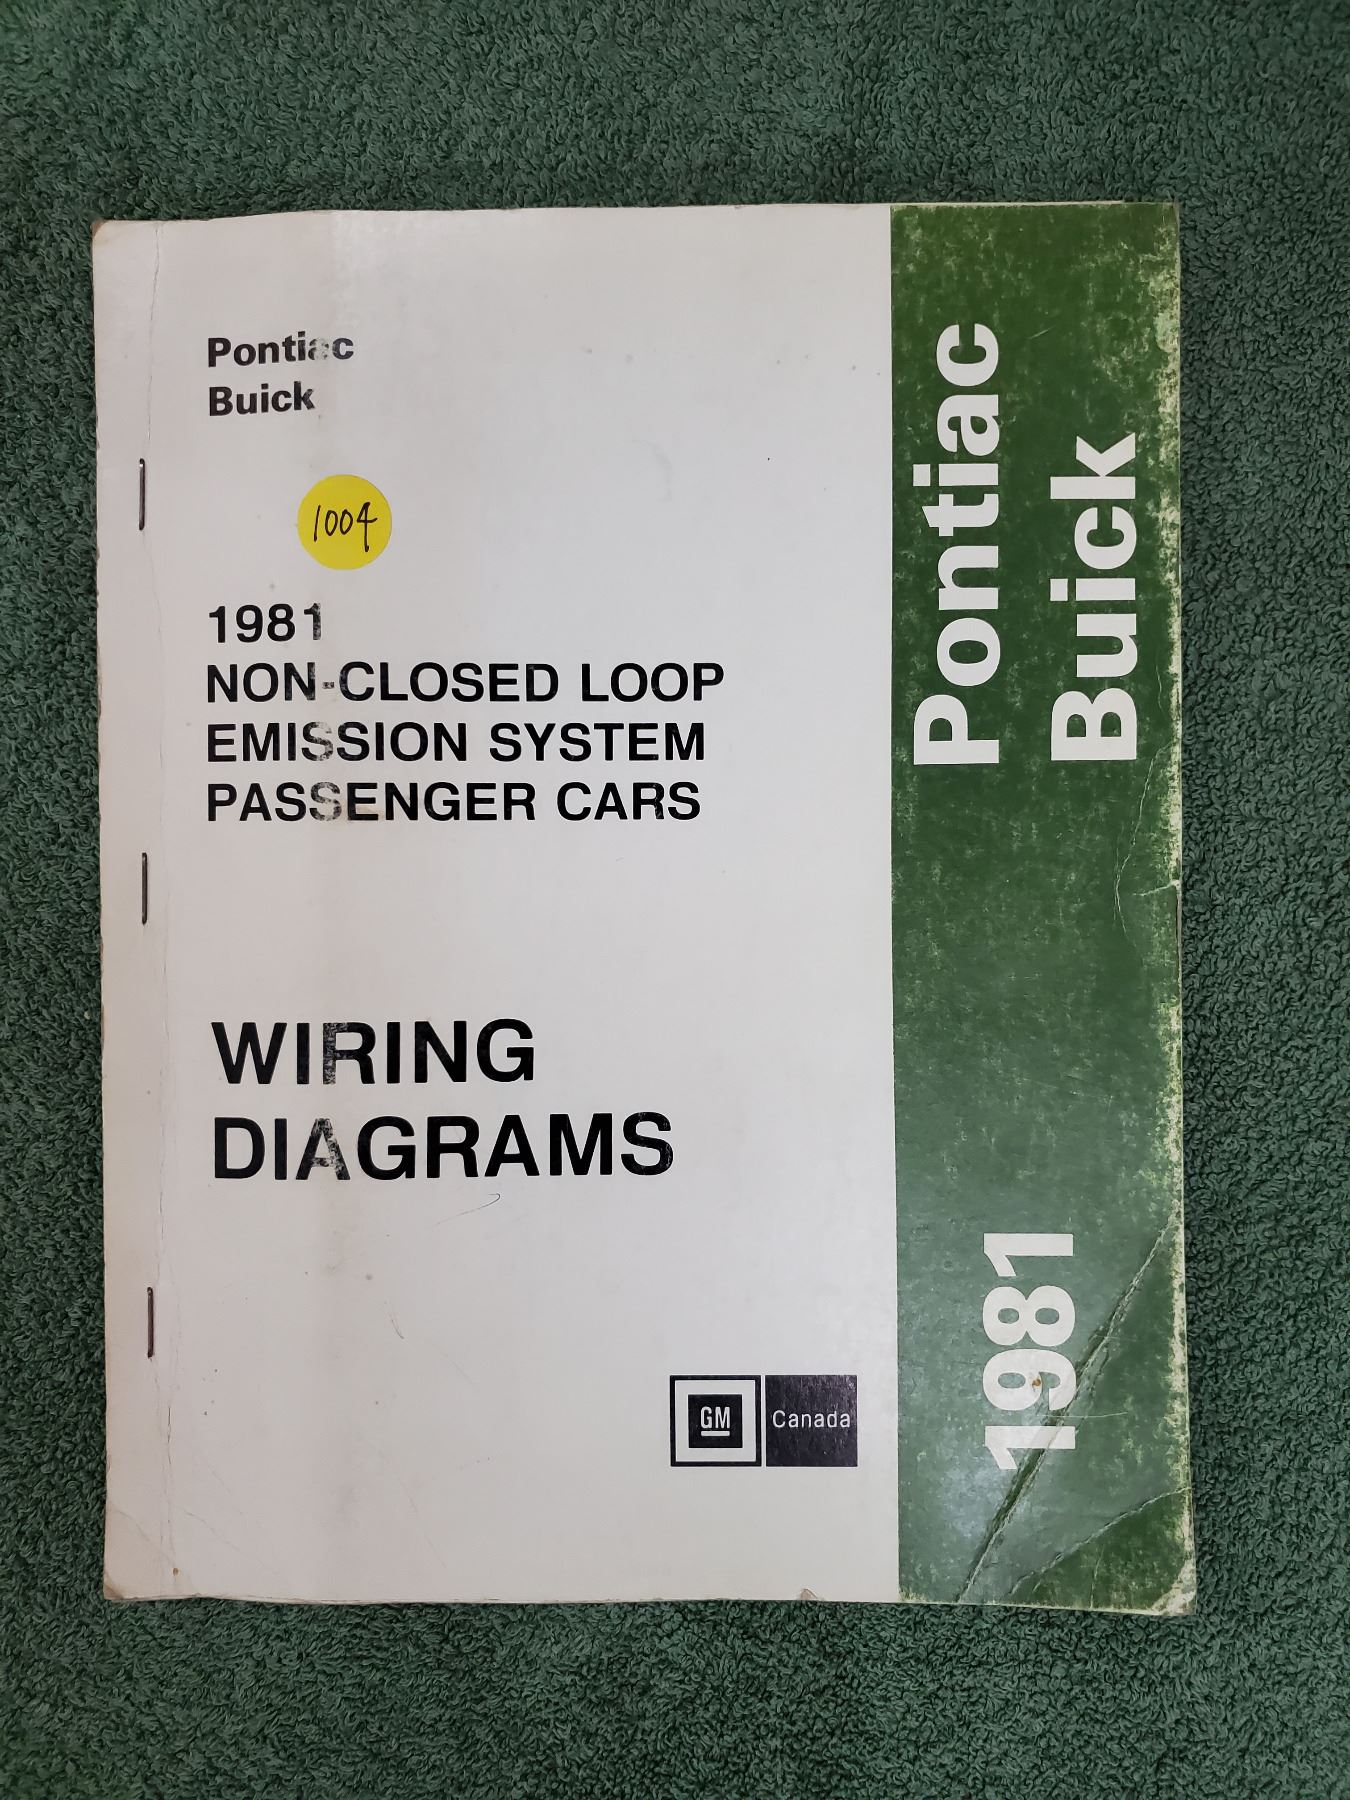 Pontiac
Buick
1004
1981
NON-CLOSED LOOP
EMISSION SYSTEM
PASSENGER CARS
WIRING
DIAGRAMS
GM Canada
Pontiac
Buick
1981